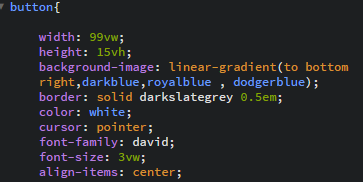 button{
width: 99vw;
height: 15vh;
background-image: linear-gradient(to bottom
right,darkblue,royalblue , dodgerblue);
border: solid darkslategrey 0.5em;
color: white;
cursor: pointer;
font-family: david;
font-size: 3vw;
align-items: center;